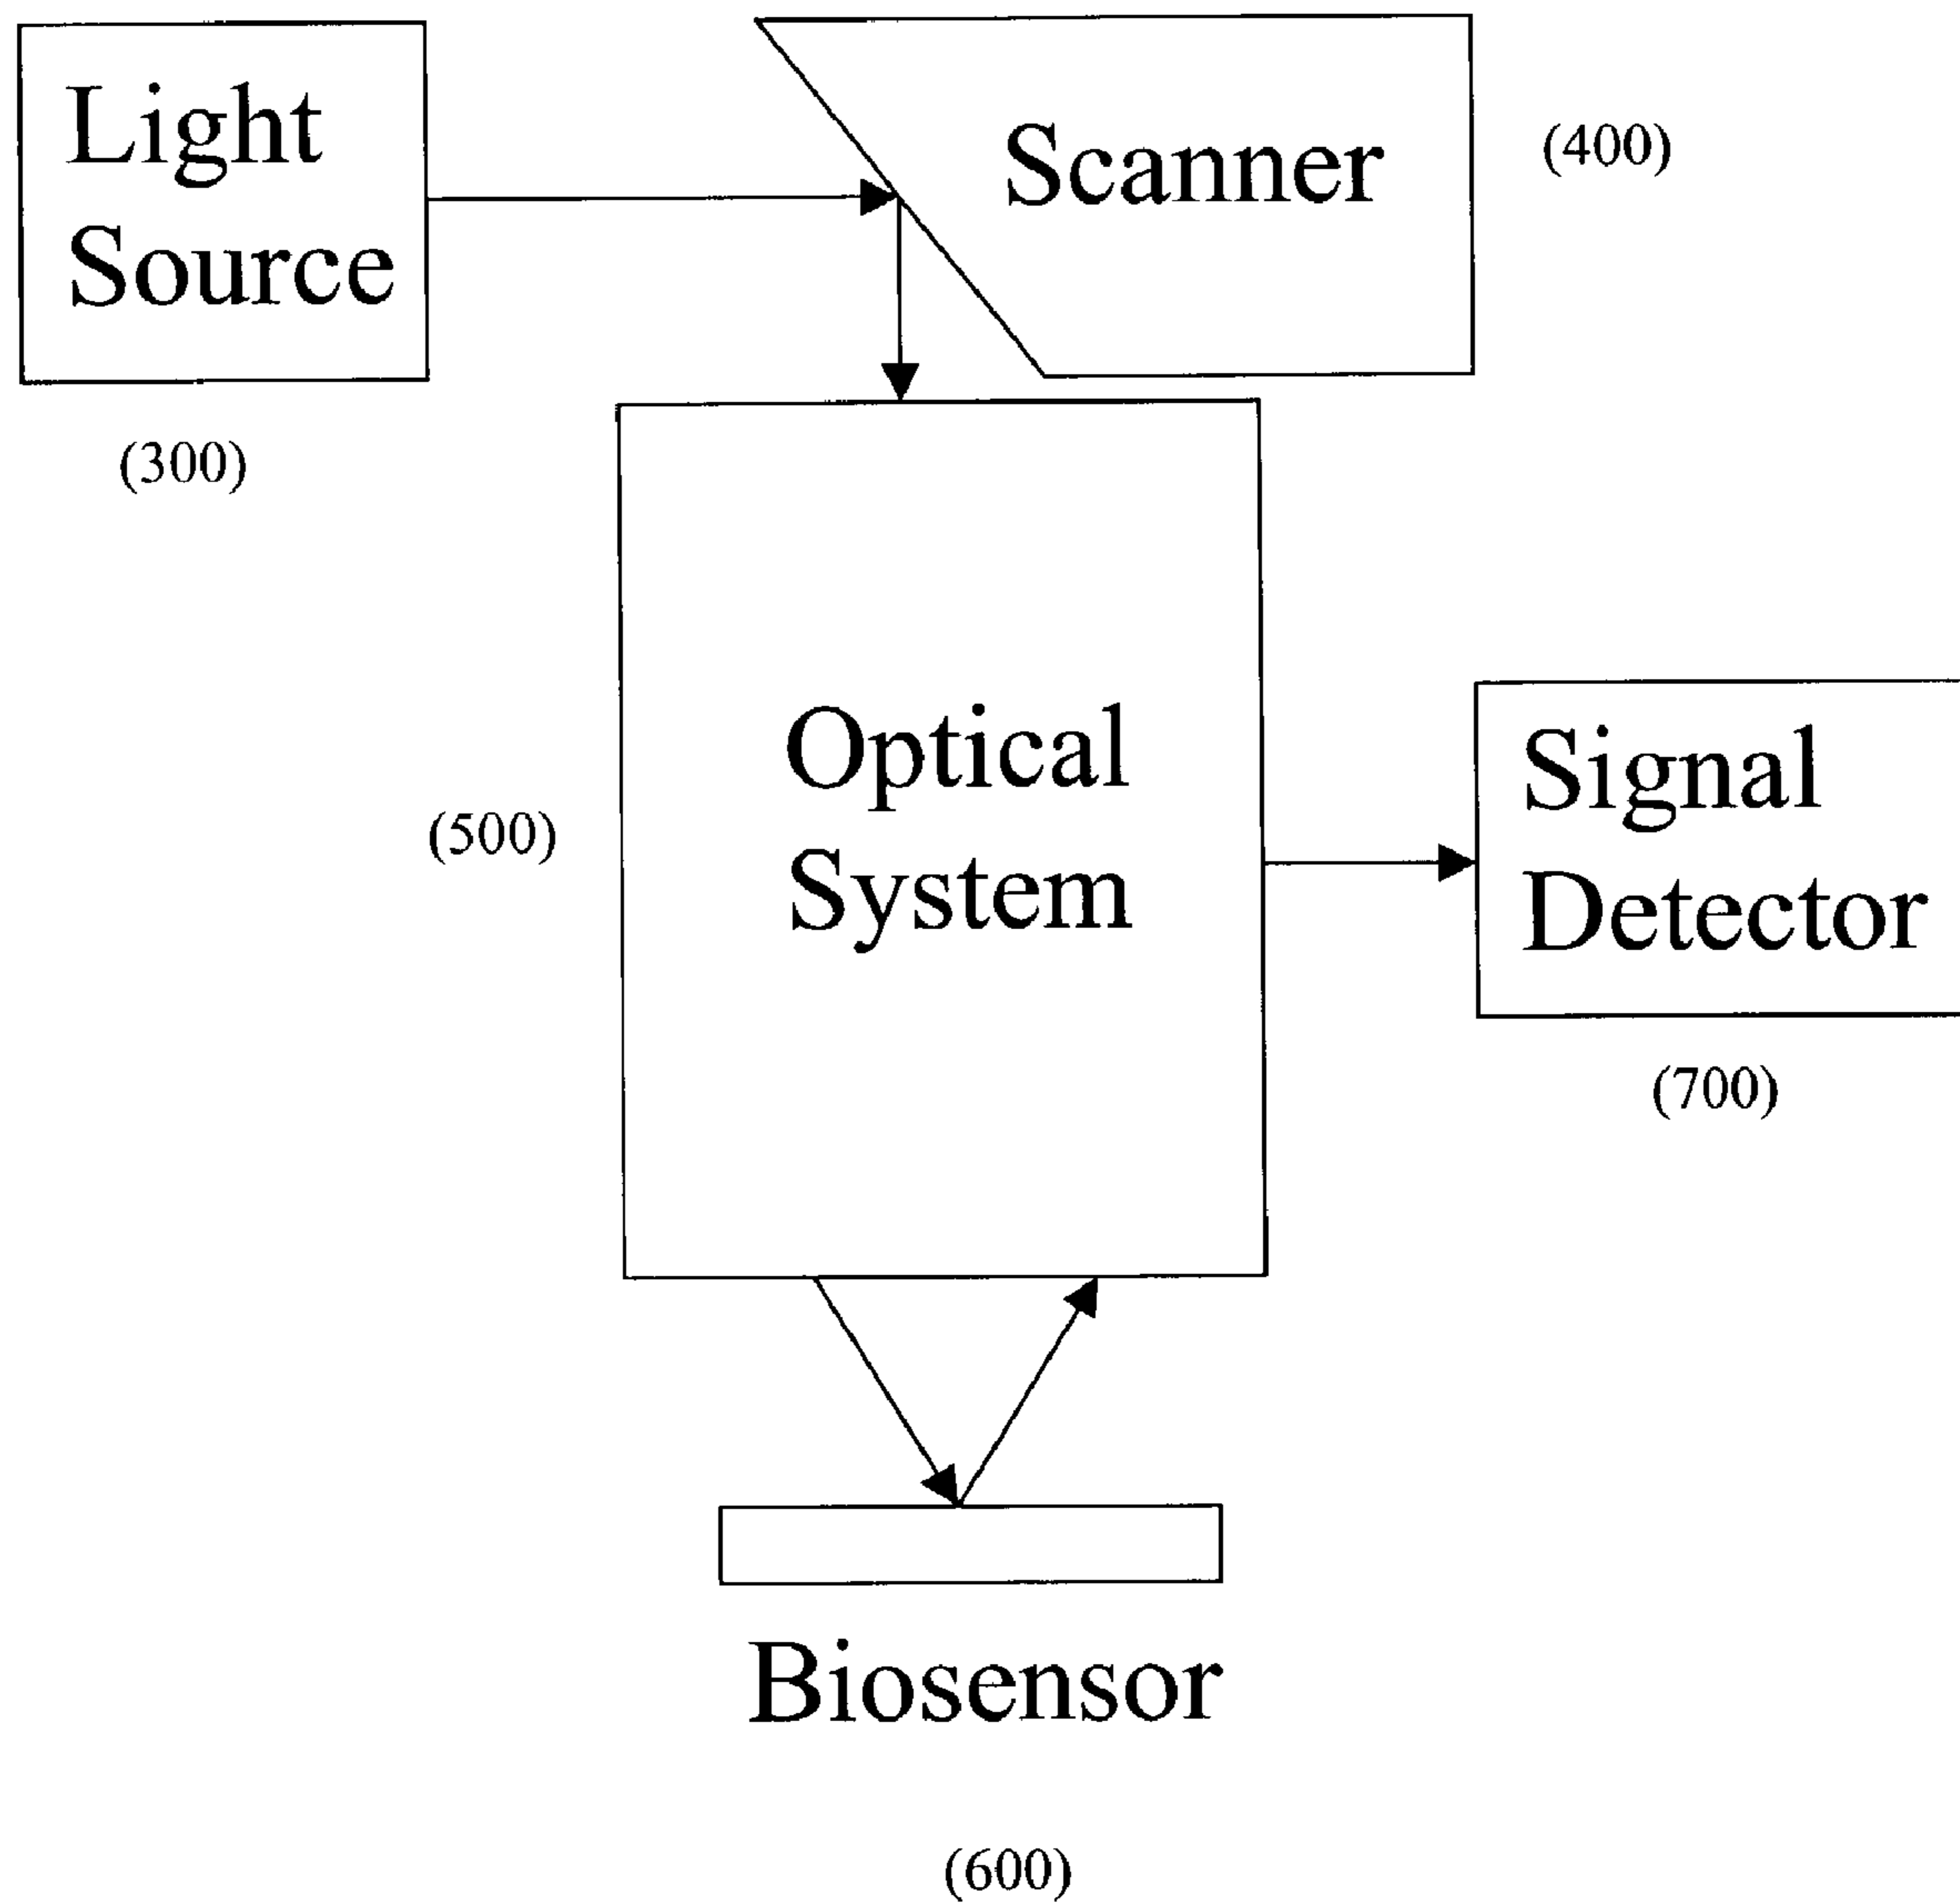 Light
Source
(300)
Scanner
(400)
Optical
System
(500)
Signal
Detector
(700)
Biosensor
(600)